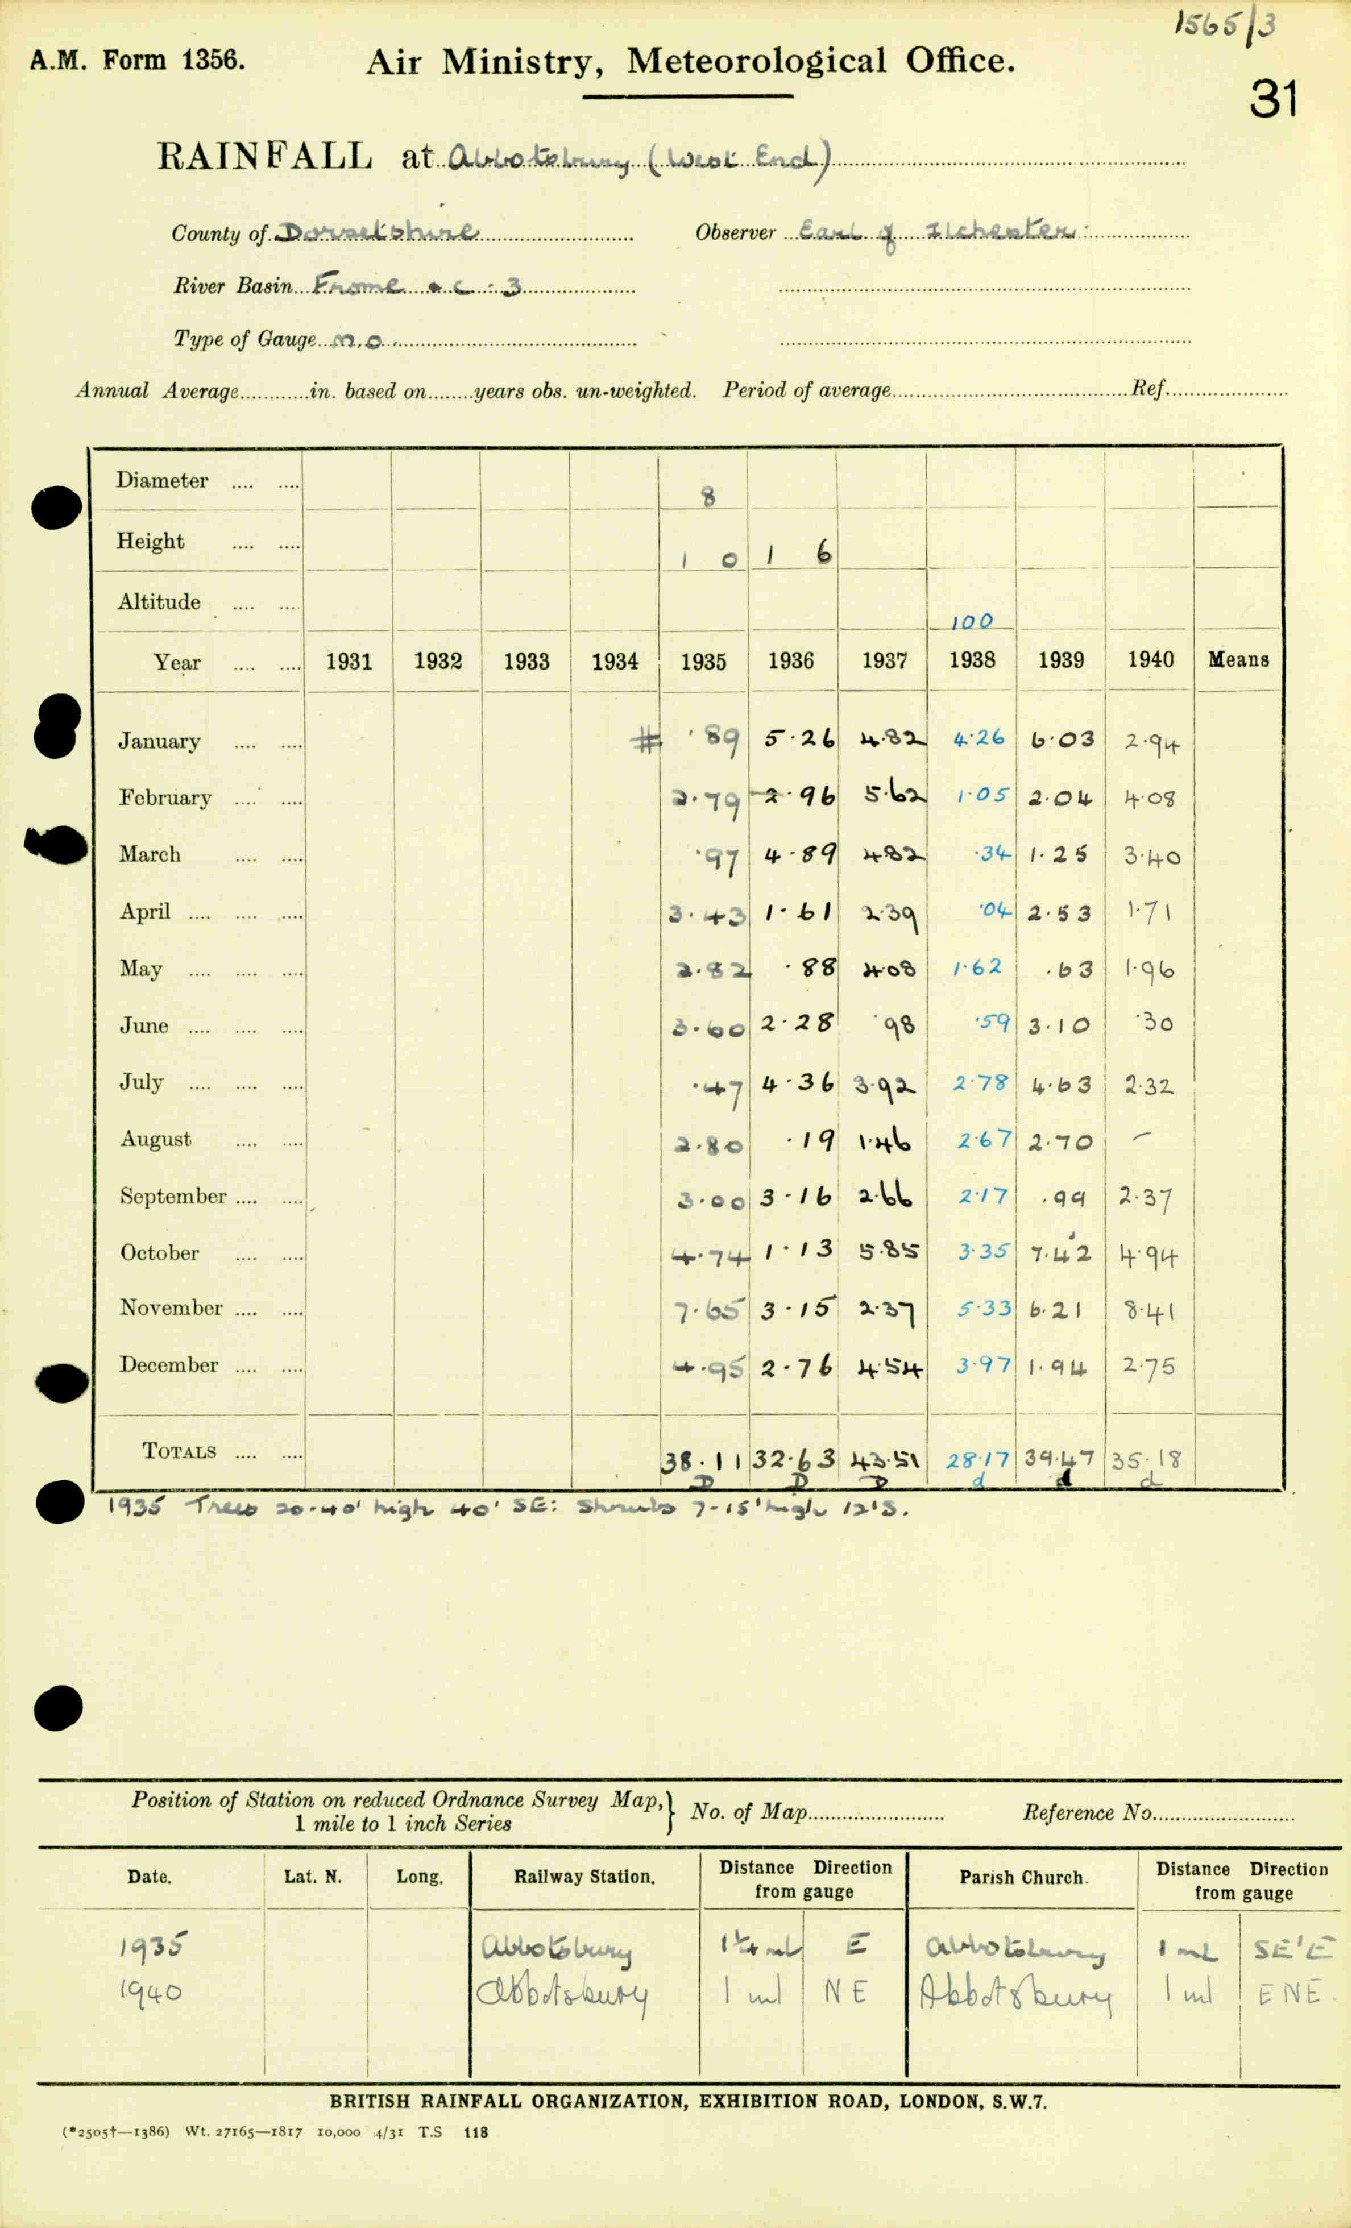 1565/3
A.M. Form 1356. Air Ministry, Meteorological Office.
31
RAINFALL at Abbotsbury (West End)
County of Dorsetshire Observer Earl of Ilchester
River Basin Frome &c - 3
Type of Gauge M.O.
Annual Average in. based on years obs. un-weighted. Period of average Ref.
Diameter 8
Height 1 0 1 6
Altitude 100
Year 1931 1932 1933 1934 1935 1936 1937 1938 1939 1940 Means
January # ·89 5·26 4·82 4·26 6·03 2·94
February 2·79 2·96 5·62 1·05 2·04 4·08
March ·97 4·89 4·82 ·34 1·25 3·40
April 3·43 1·61 2·39 ·04 2·53 1·71
May 2·82 ·88 4·08 1·62 ·63 1·96
June 3·60 2·28 ·98 ·59 3·10 ·30
July ·47 4·36 3·92 2·78 4·63 2·32
August 2·80 ·19 1·46 2·67 2·70 –
September 3·00 3·16 2·66 2·17 ·99 2·37
October 4·74 1·13 5·85 3·35 7·42 4·94
November 7·65 3·15 2·37 5·33 6·21 8·41
December 4·95 2·76 4·54 3·97 1·94 2·75
TOTALS 38·11 32·63 43·51 28·17 39·47 35·18
D D D d d d
1935 Trees 20-40' high 40' SE: Shrubs 7-15' high 12'S.
Position of Station on reduced Ordnance Survey Map, } No. of Map Reference No.
1 mile to 1 inch Series
Date. Lat. N. Long. Railway Station. Distance Direction from gauge Parish Church. Distance Direction from gauge
1935 Abbotsbury 1¼ ml E Abbotsbury 1 ml SE'E
1940 Abbotsbury 1 ml NE Abbotsbury 1 ml ENE.
BRITISH RAINFALL ORGANIZATION, EXHIBITION ROAD, LONDON, S.W.7.
(*2505†—1386) Wt. 27165—1817 10,000 4/31 T.S 118